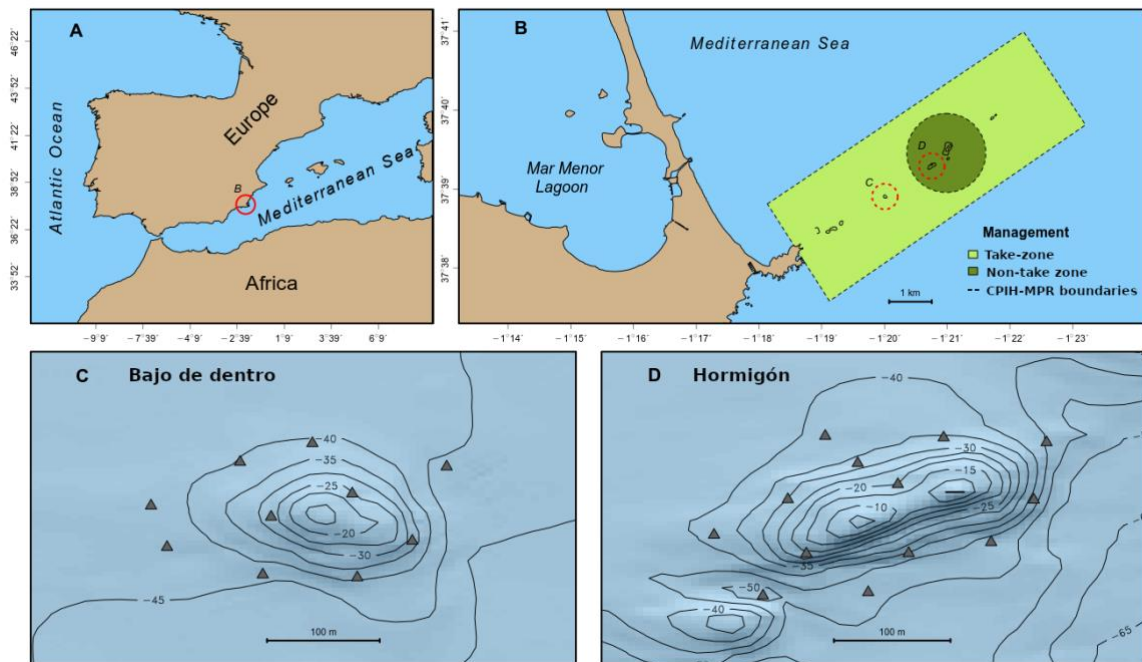 A
Atlantic Ocean
Europe
B
Mediterranean Sea
Africa
46°22'
43°52'
41°22'
38°52'
36°22'
33°52'
−9°9'
−7°39'
−4°9'
−2°39'
1°9'
3°39'
6°9'
B
Mediterranean Sea
Mar Menor
Lagoon
D
C
Management
Take-zone
Non-take zone
CPIH-MPR boundaries
1 km
37°41'
37°40'
37°39'
37°38'
−1°14'
−1°15'
−1°16'
−1°17'
−1°18'
−1°19'
−1°20'
−1°21'
−1°22'
−1°23'
C Bajo de dentro
−40
−35
−25
−20
−30
−45
100 m
D Hormigón
−40
−30
−15
−20
−10
−25
−35
−50
−40
−65
100 m